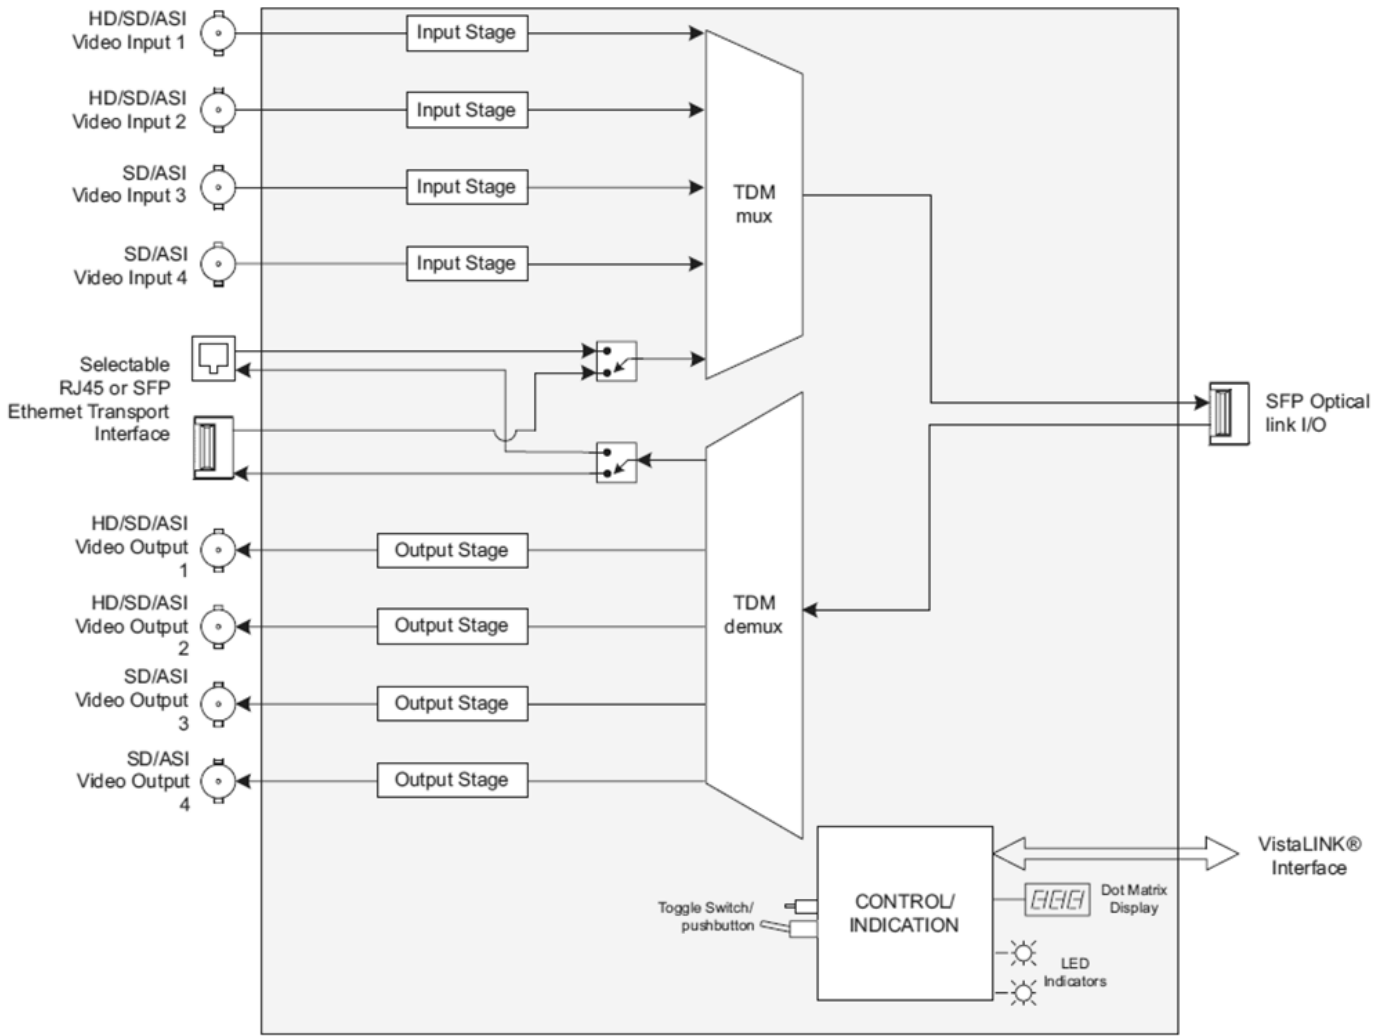 HD/SD/ASI
Video Input 1
Input Stage
HD/SD/ASI
Video Input 2
Input Stage
SD/ASI
Video Input 3
Input Stage
SD/ASI
Video Input 4
Input Stage
TDM
mux
Selectable
RJ45 or SFP
Ethernet Transport
Interface
SFP Optical
link I/O
HD/SD/ASI
Video Output
1
Output Stage
HD/SD/ASI
Video Output
2
Output Stage
SD/ASI
Video Output
3
Output Stage
SD/ASI
Video Output
4
Output Stage
TDM
demux
VistaLINK®
Interface
Toggle Switch/
pushbutton
CONTROL/
INDICATION
Dot Matrix
Display
LED
Indicators